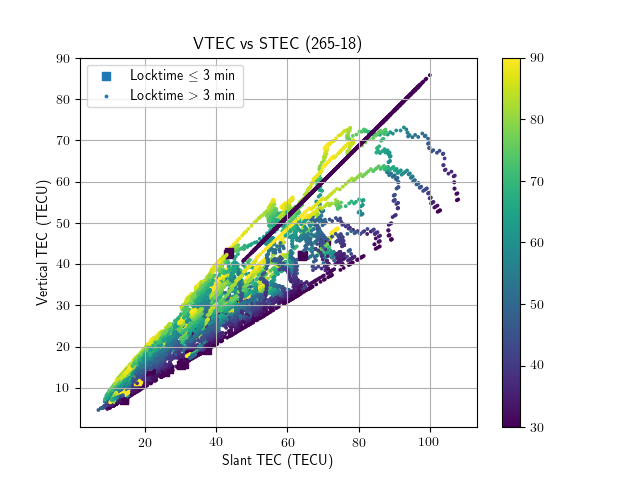 VTEC vs STEC (265-18)
Locktime ≤ 3 min
Locktime > 3 min
Vertical TEC (TECU)
90
80
70
60
50
40
30
20
10
20 40 60 80 100
Slant TEC (TECU)
90
80
70
60
50
40
30